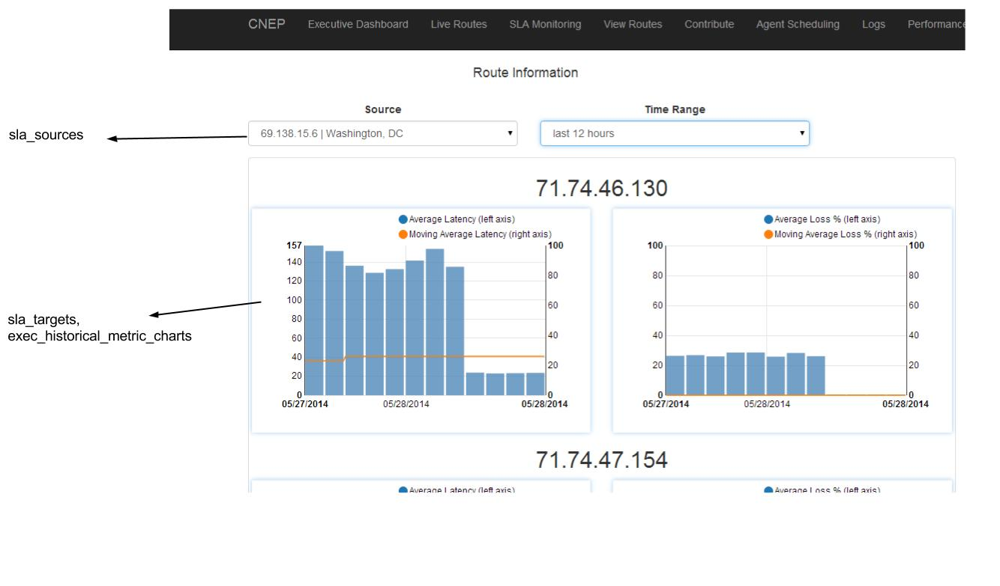 CNEP Executive Dashboard Live Routes SLA Monitoring View Routes Contribute Agent Scheduling Logs Performance
Route Information
Source Time Range
sla_sources
69.138.15.6 | Washington, DC last 12 hours
71.74.46.130
Average Latency (left axis) Average Loss % (left axis)
Moving Average Latency (right axis) Moving Average Loss % (right axis)
157 100 100 100
140
120 80 80 80
100
80 60 60 60
sla_targets,
exec_historical_metric_charts
60 40 40 40
40
20 20 20 20
0 0 0 0
05/27/2014 05/28/2014 05/28/2014 05/27/2014 05/28/2014 05/28/2014
71.74.47.154
Average Latency (left axis) Average Loss % (left axis)